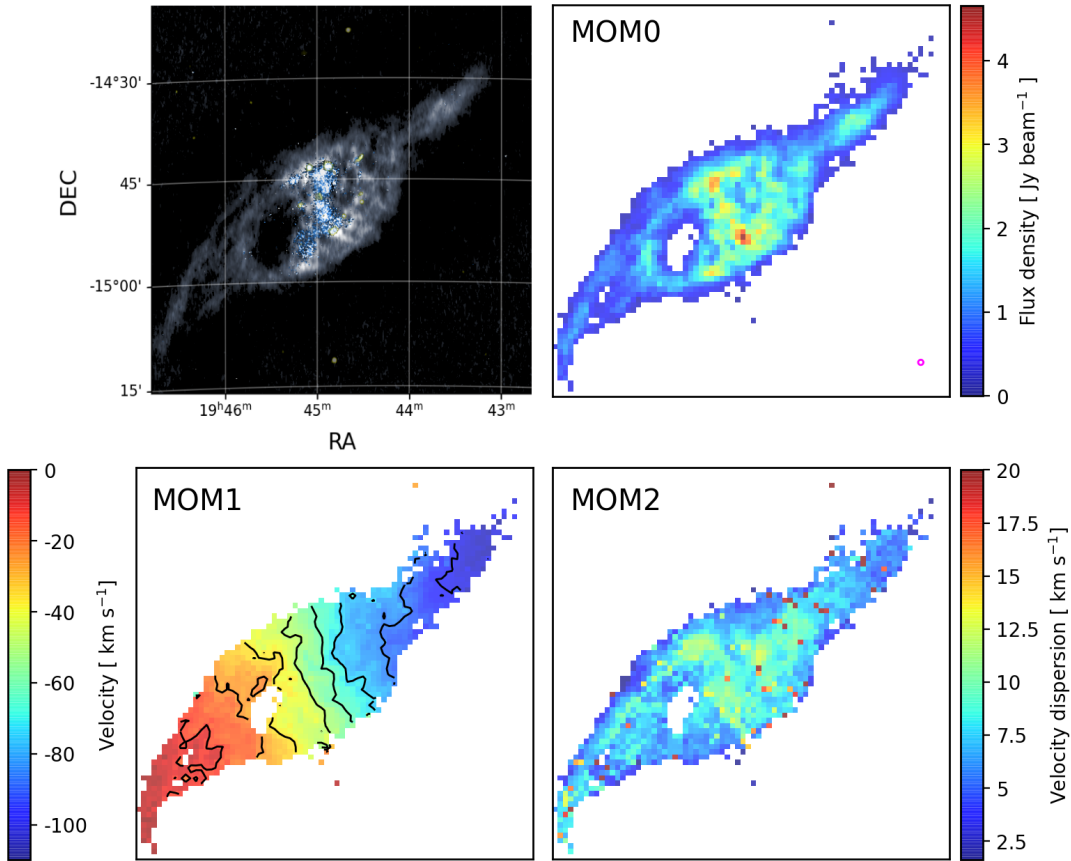 DEC
-14°30'
45'
-15°00'
15'
19ʰ46ᵐ 45ᵐ 44ᵐ 43ᵐ
RA
MOM0
4
3
2
1
0
Flux density [ Jy beam⁻¹ ]
MOM1
0
-20
-40
-60
-80
-100
Velocity [ km s⁻¹ ]
MOM2
20
17.5
15
12.5
10
7.5
5
2.5
Velocity dispersion [ km s⁻¹ ]